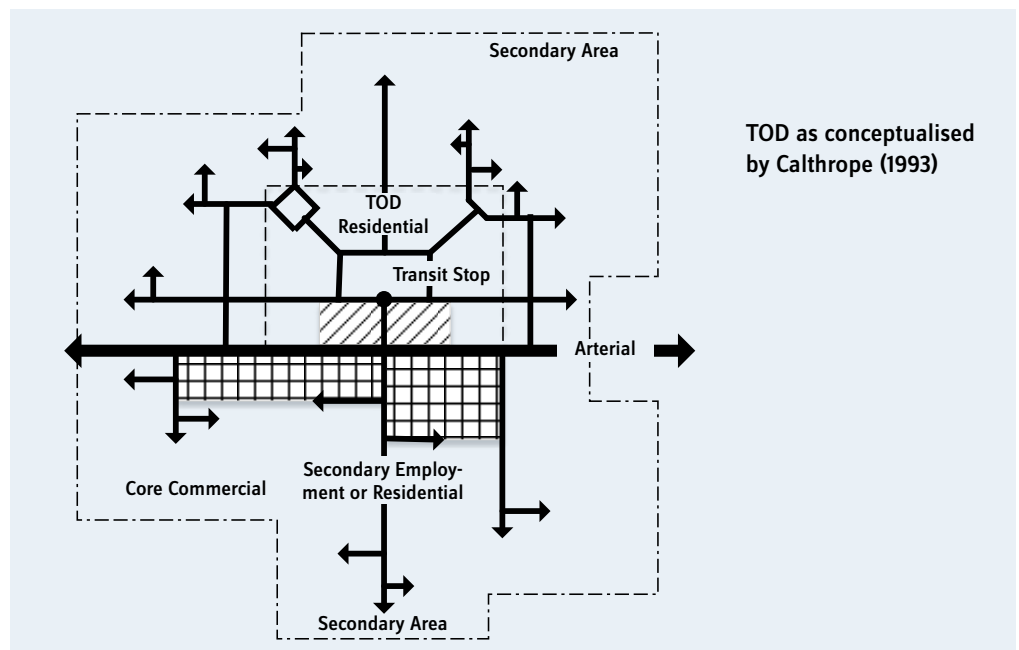 Secondary Area
TOD as conceptualised
by Calthrope (1993)
TOD
Residential
Transit Stop
Arterial
Secondary Employ-
ment or Residential
Core Commercial
Secondary Area